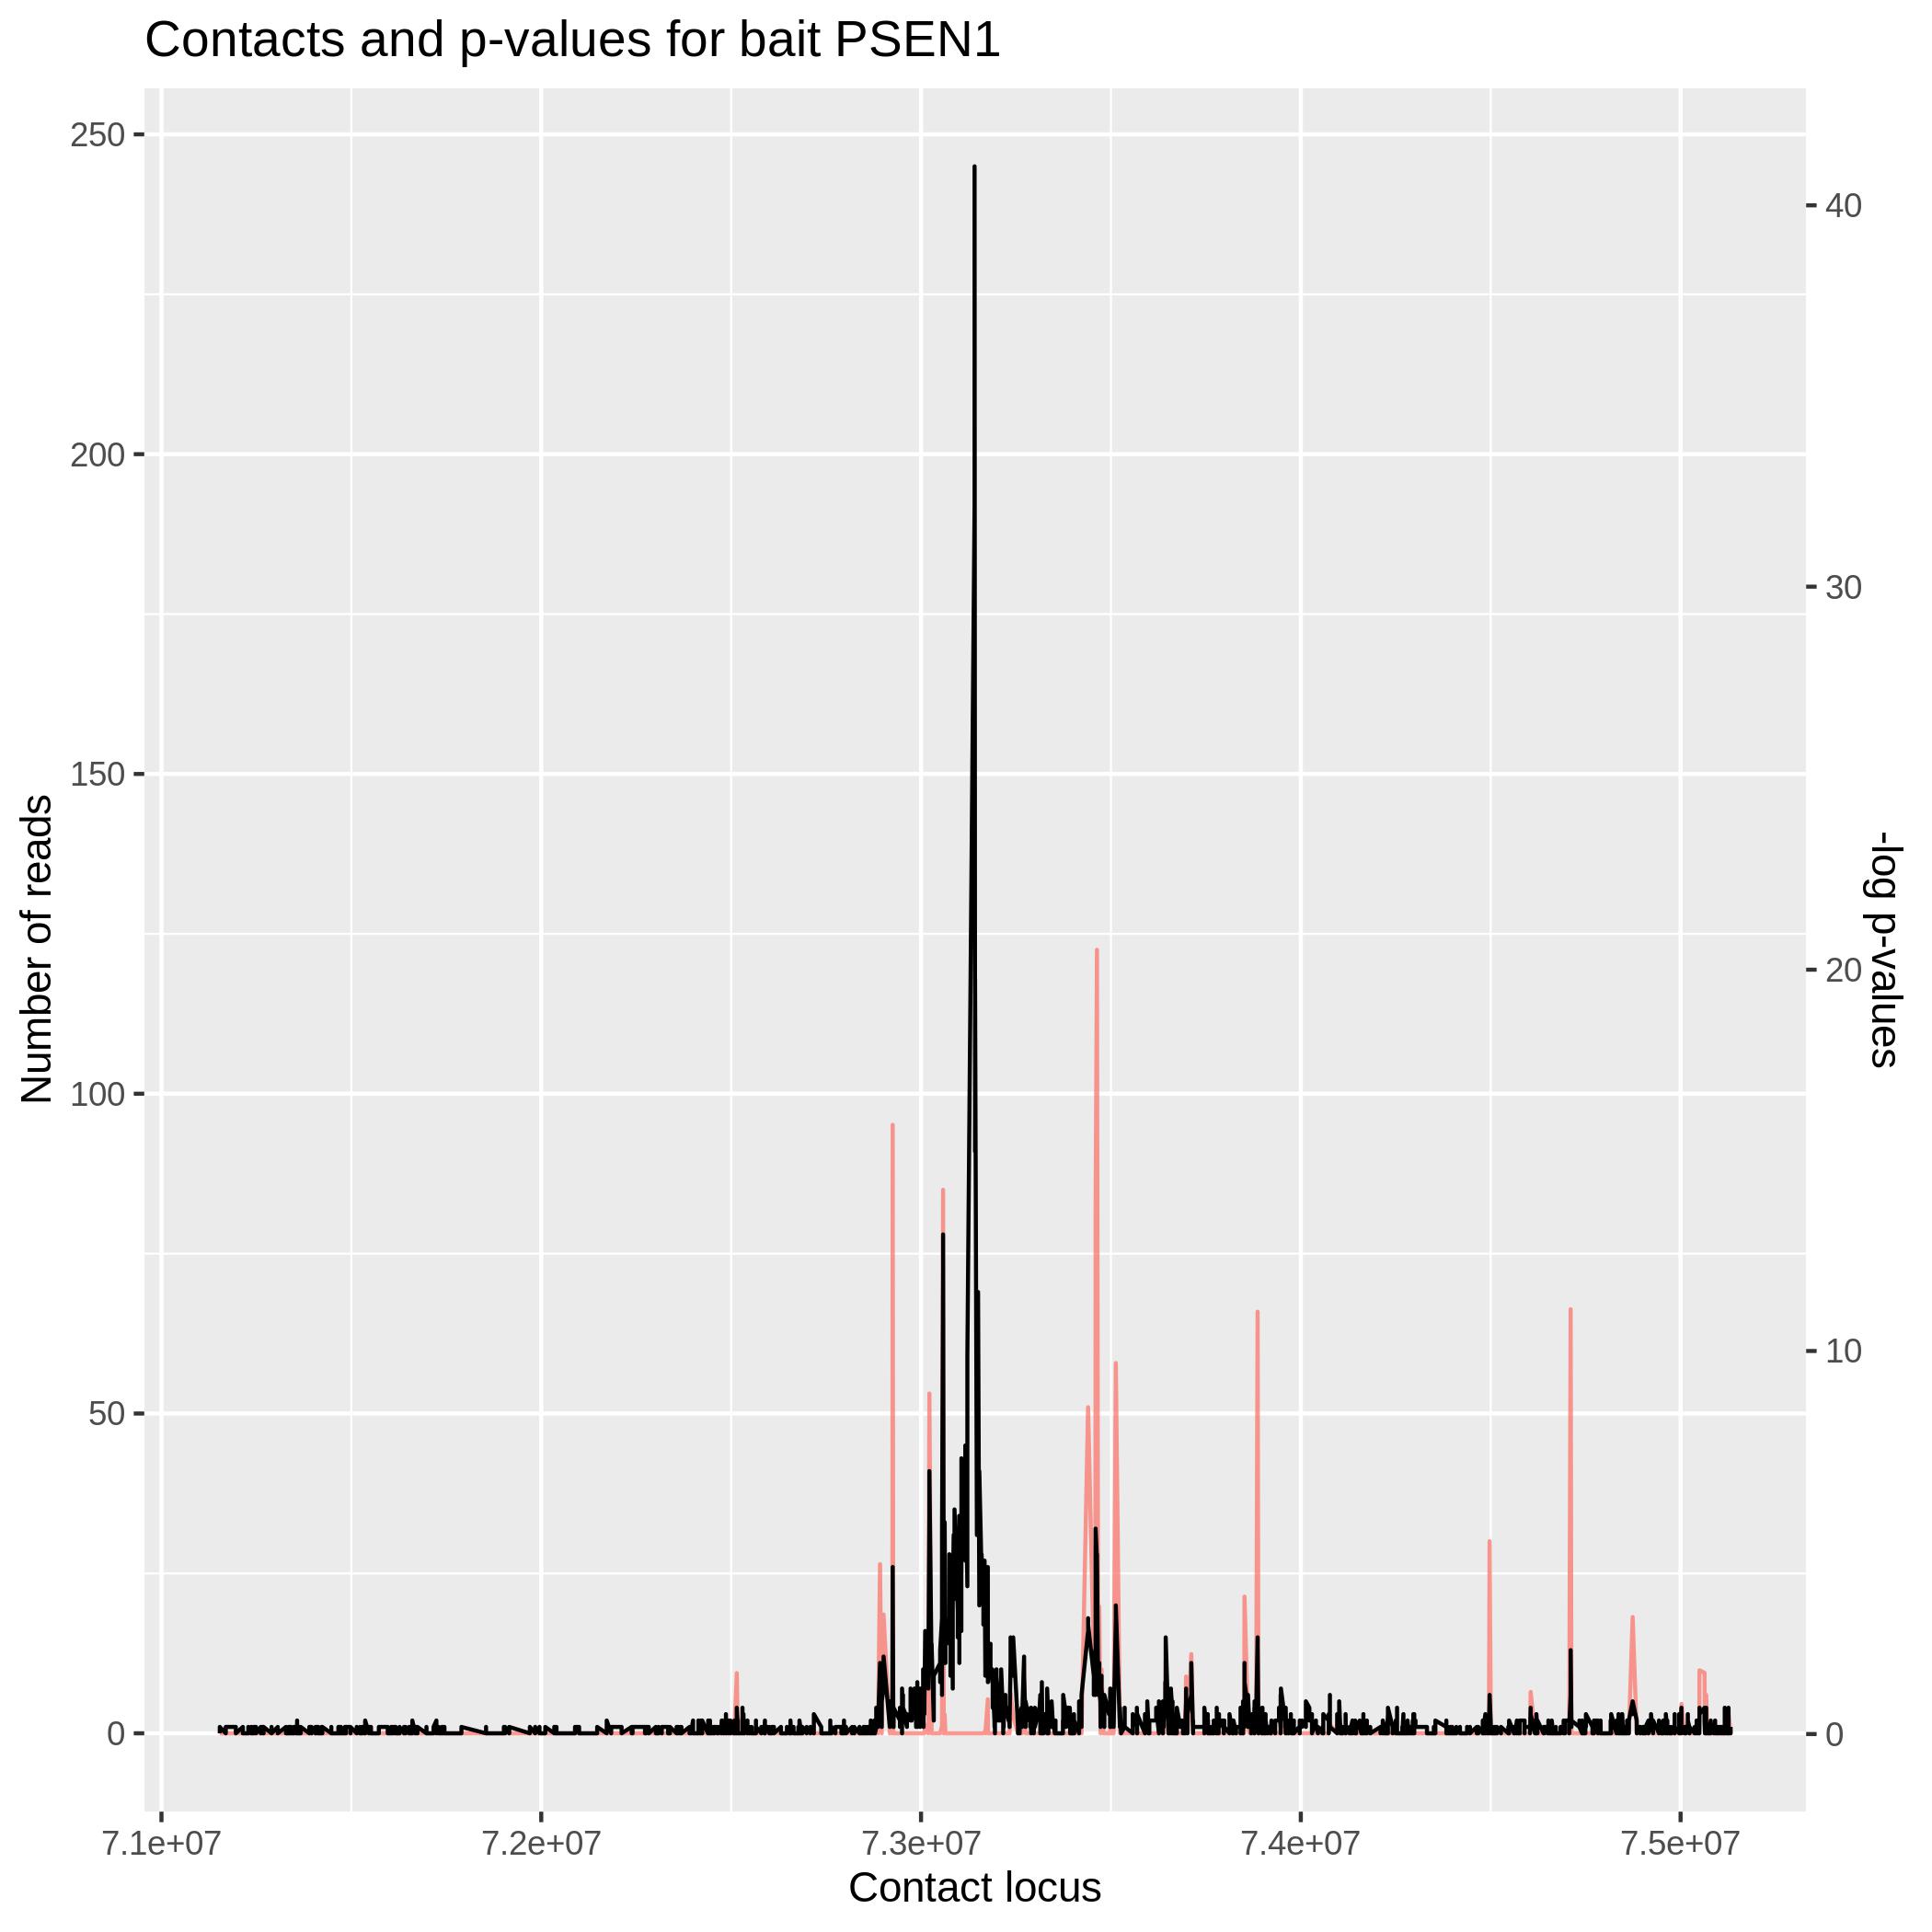 Contacts and p-values for bait PSEN1
250
200
150
100
50
0
Number of reads
40
30
20
10
0
-log p-values
7.1e+07
7.2e+07
7.3e+07
7.4e+07
7.5e+07
Contact locus